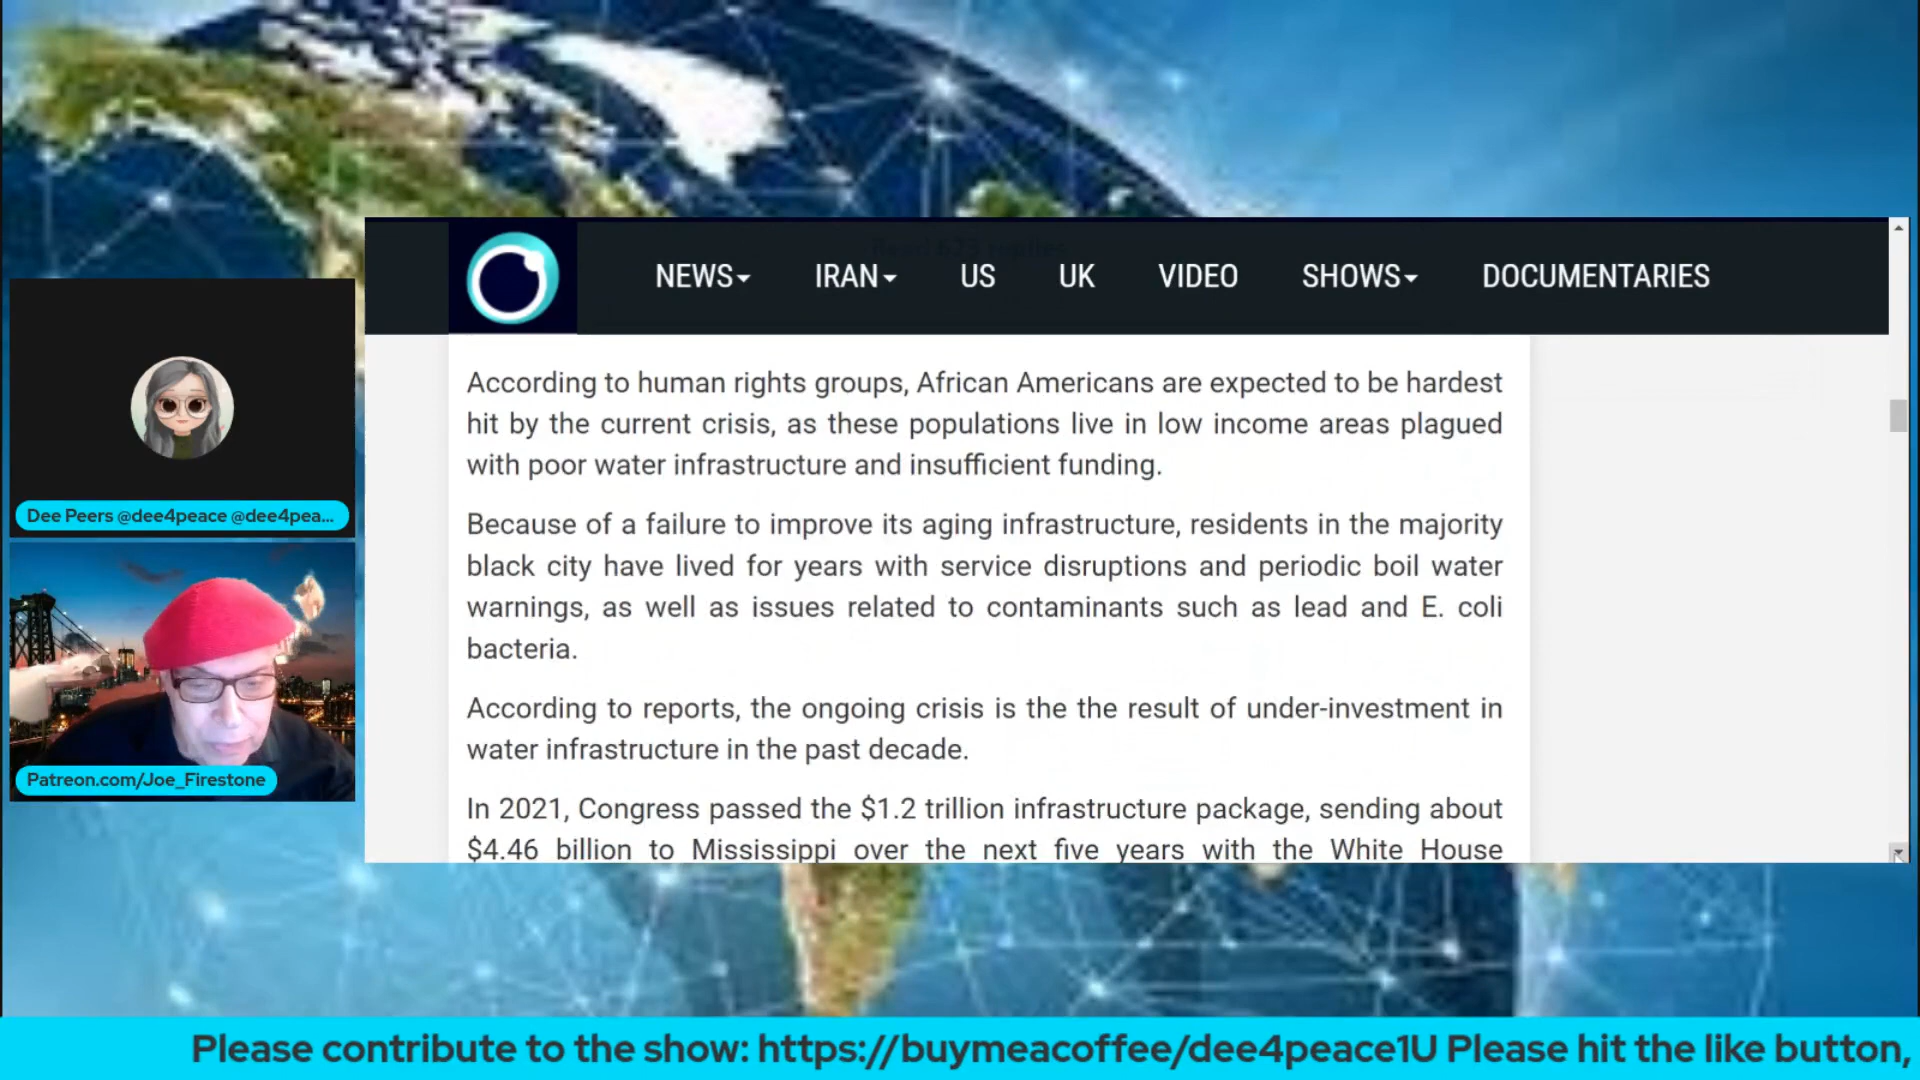 NEWS IRAN US UK VIDEO SHOWS DOCUMENTARIES
According to human rights groups, African Americans are expected to be hardest
hit by the current crisis, as these populations live in low income areas plagued
with poor water infrastructure and insufficient funding.
Because of a failure to improve its aging infrastructure, residents in the majority
black city have lived for years with service disruptions and periodic boil water
warnings, as well as issues related to contaminants such as lead and E. coli
bacteria.
According to reports, the ongoing crisis is the the result of under-investment in
water infrastructure in the past decade.
In 2021, Congress passed the $1.2 trillion infrastructure package, sending about
$4.46 billion to Mississippi over the next five years with the White House
Dee Peers @dee4peace @dee4pea...
Patreon.com/Joe_Firestone
Please contribute to the show: https://buymeacoffee/dee4peace1U Please hit the like button,